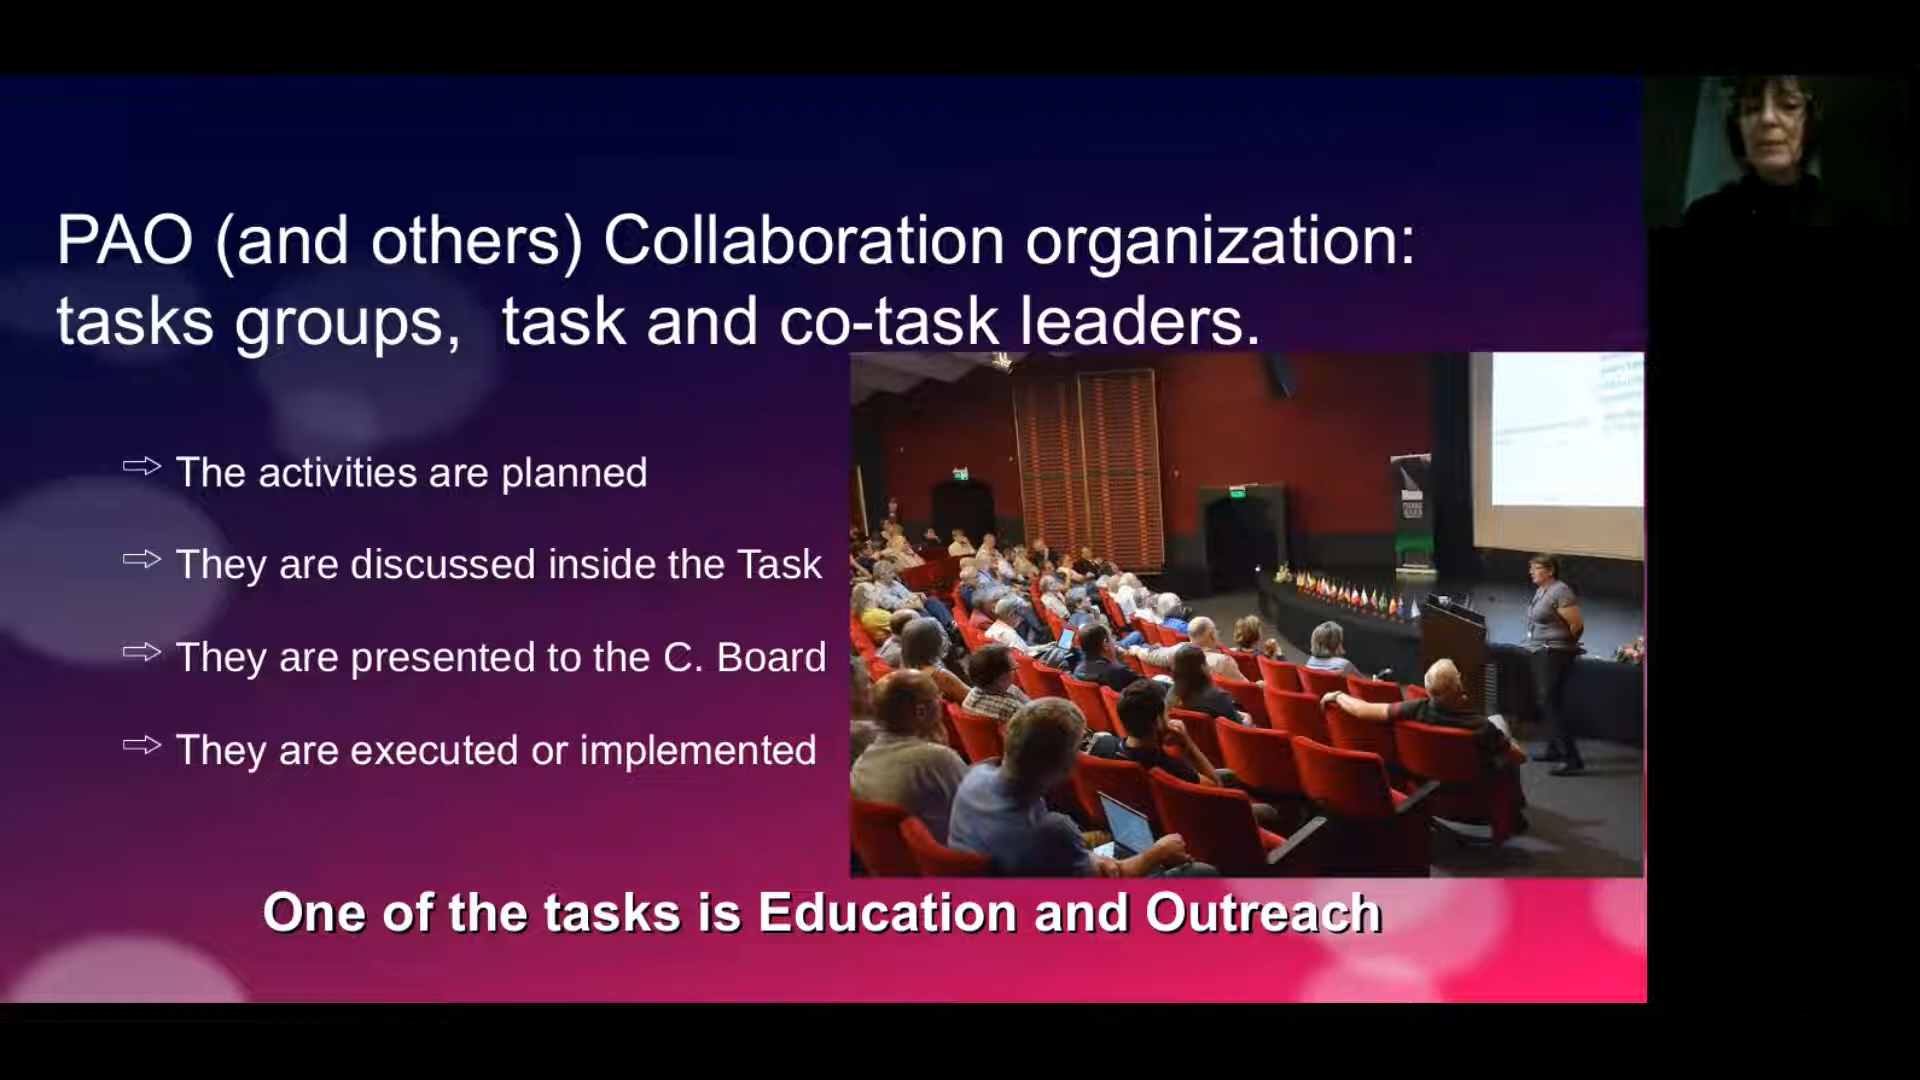 PAO (and others) Collaboration organization:
tasks groups, task and co-task leaders.
⇨ The activities are planned
⇨ They are discussed inside the Task
⇨ They are presented to the C. Board
⇨ They are executed or implemented
One of the tasks is Education and Outreach